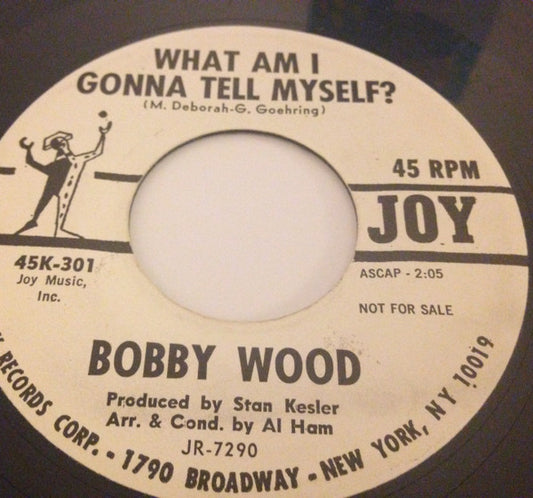 WHAT AM I
GONNA TELL MYSELF?
(M. Deborah-G. Goehring)
45 RPM
JOY
45K-301
Joy Music,
Inc.
ASCAP - 2:05
NOT FOR SALE
BOBBY WOOD
Produced by Stan Kesler
Arr. & Cond. by Al Ham
JR-7290
RECORDS CORP. - 1790 BROADWAY - NEW YORK, N Y 10019